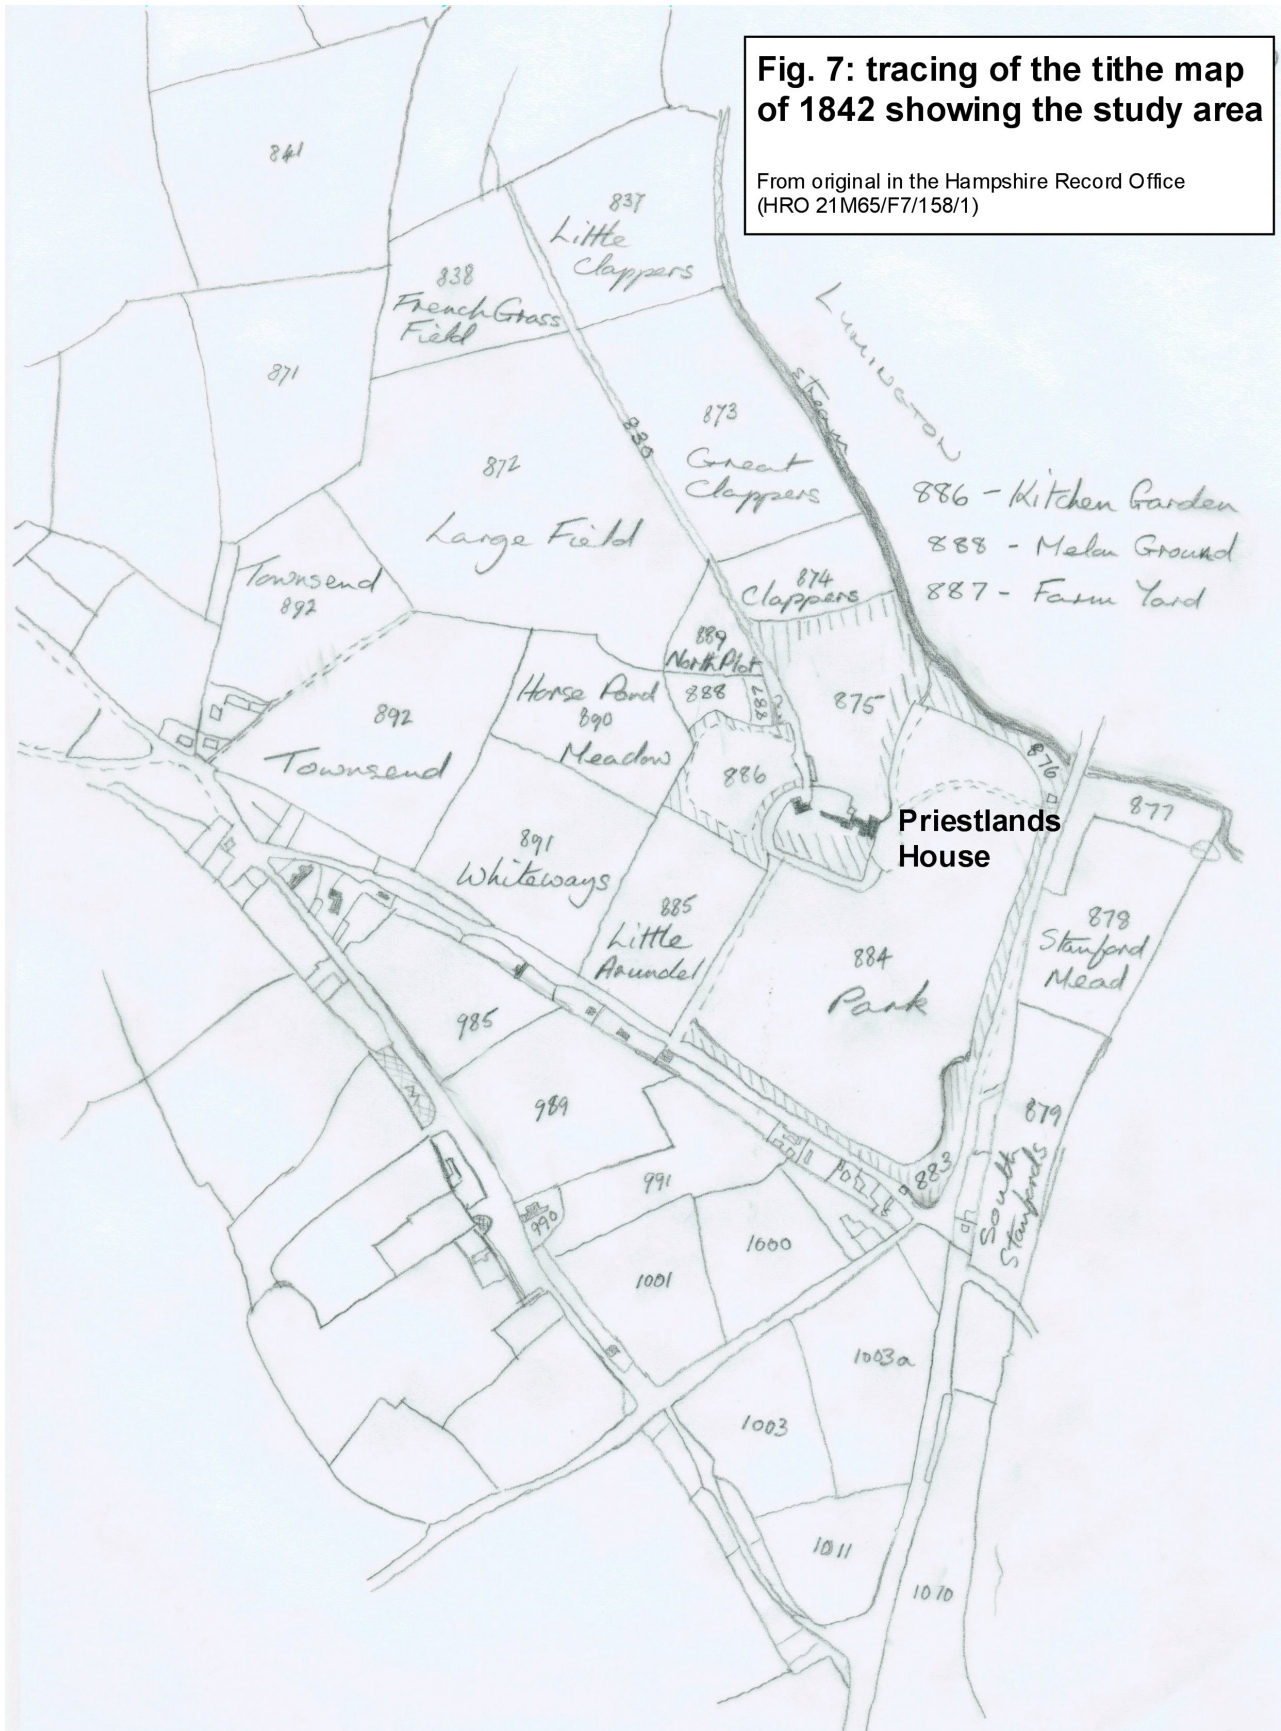 Fig. 7: tracing of the tithe map
of 1842 showing the study area
From original in the Hampshire Record Office
(HRO 21M65/F7/158/1)
841
837
Little
Clappers
838
French Grass
Field
LYMINGTON
stream
871
873
Great
Clappers
830
872
Large Field
886 - Kitchen Garden
888 - Melon Ground
887 - Farm Yard
Townsend
892
874
Clappers
889
North Plot
888
887
875
Horse Pond
890
Meadow
892
Townsend
886
876
877
Priestlands
House
891
Whiteways
885
Little
Arundel
884
Park
878
Stanford
Mead
985
989
879
South
Stanfords
991
883
990
1000
1001
1003a
1003
1011
1070